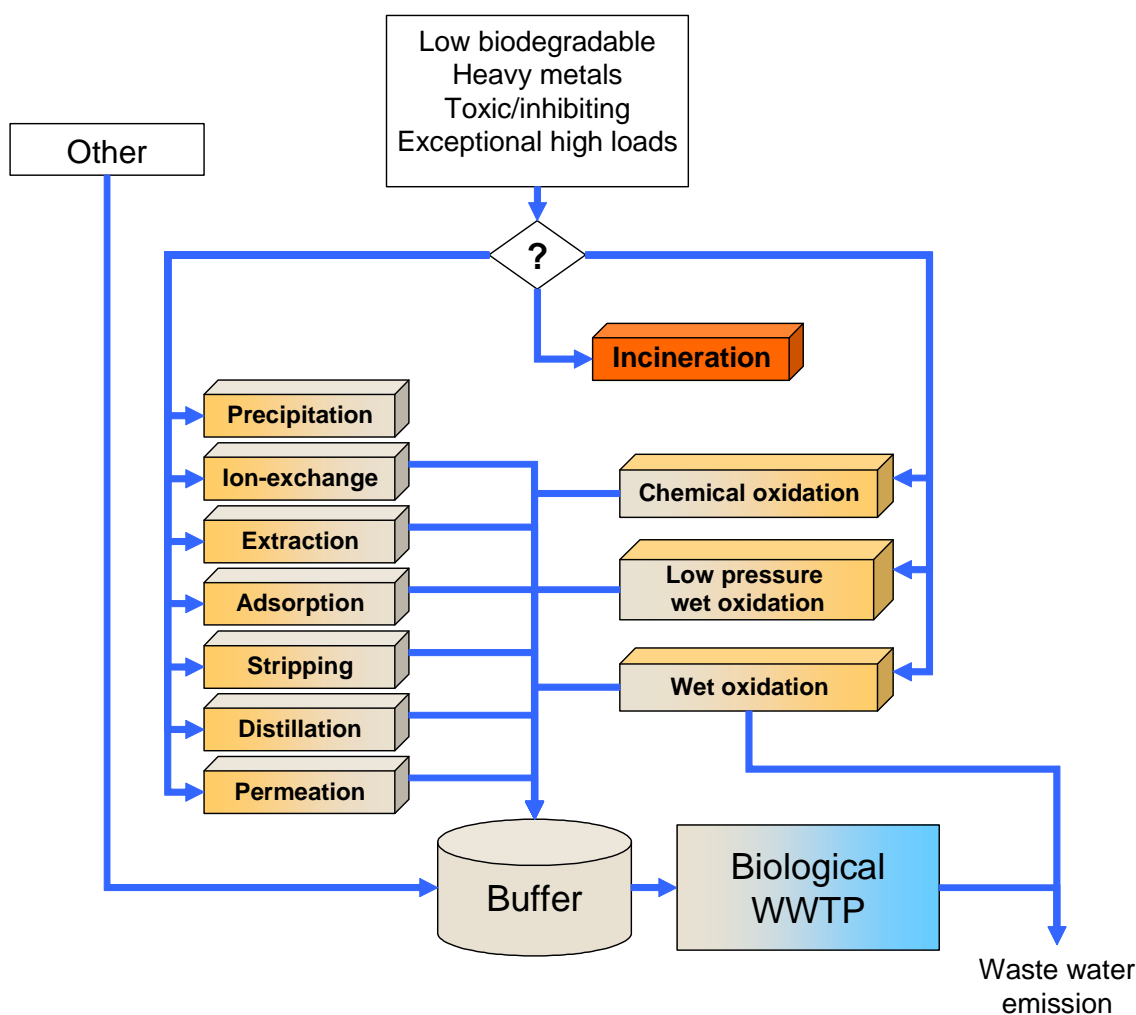 Low biodegradable
Heavy metals
Toxic/inhibiting
Exceptional high loads
Other
?
Incineration
Precipitation
Ion-exchange
Extraction
Adsorption
Stripping
Distillation
Permeation
Chemical oxidation
Low pressure
wet oxidation
Wet oxidation
Buffer
Biological
WWTP
Waste water
emission